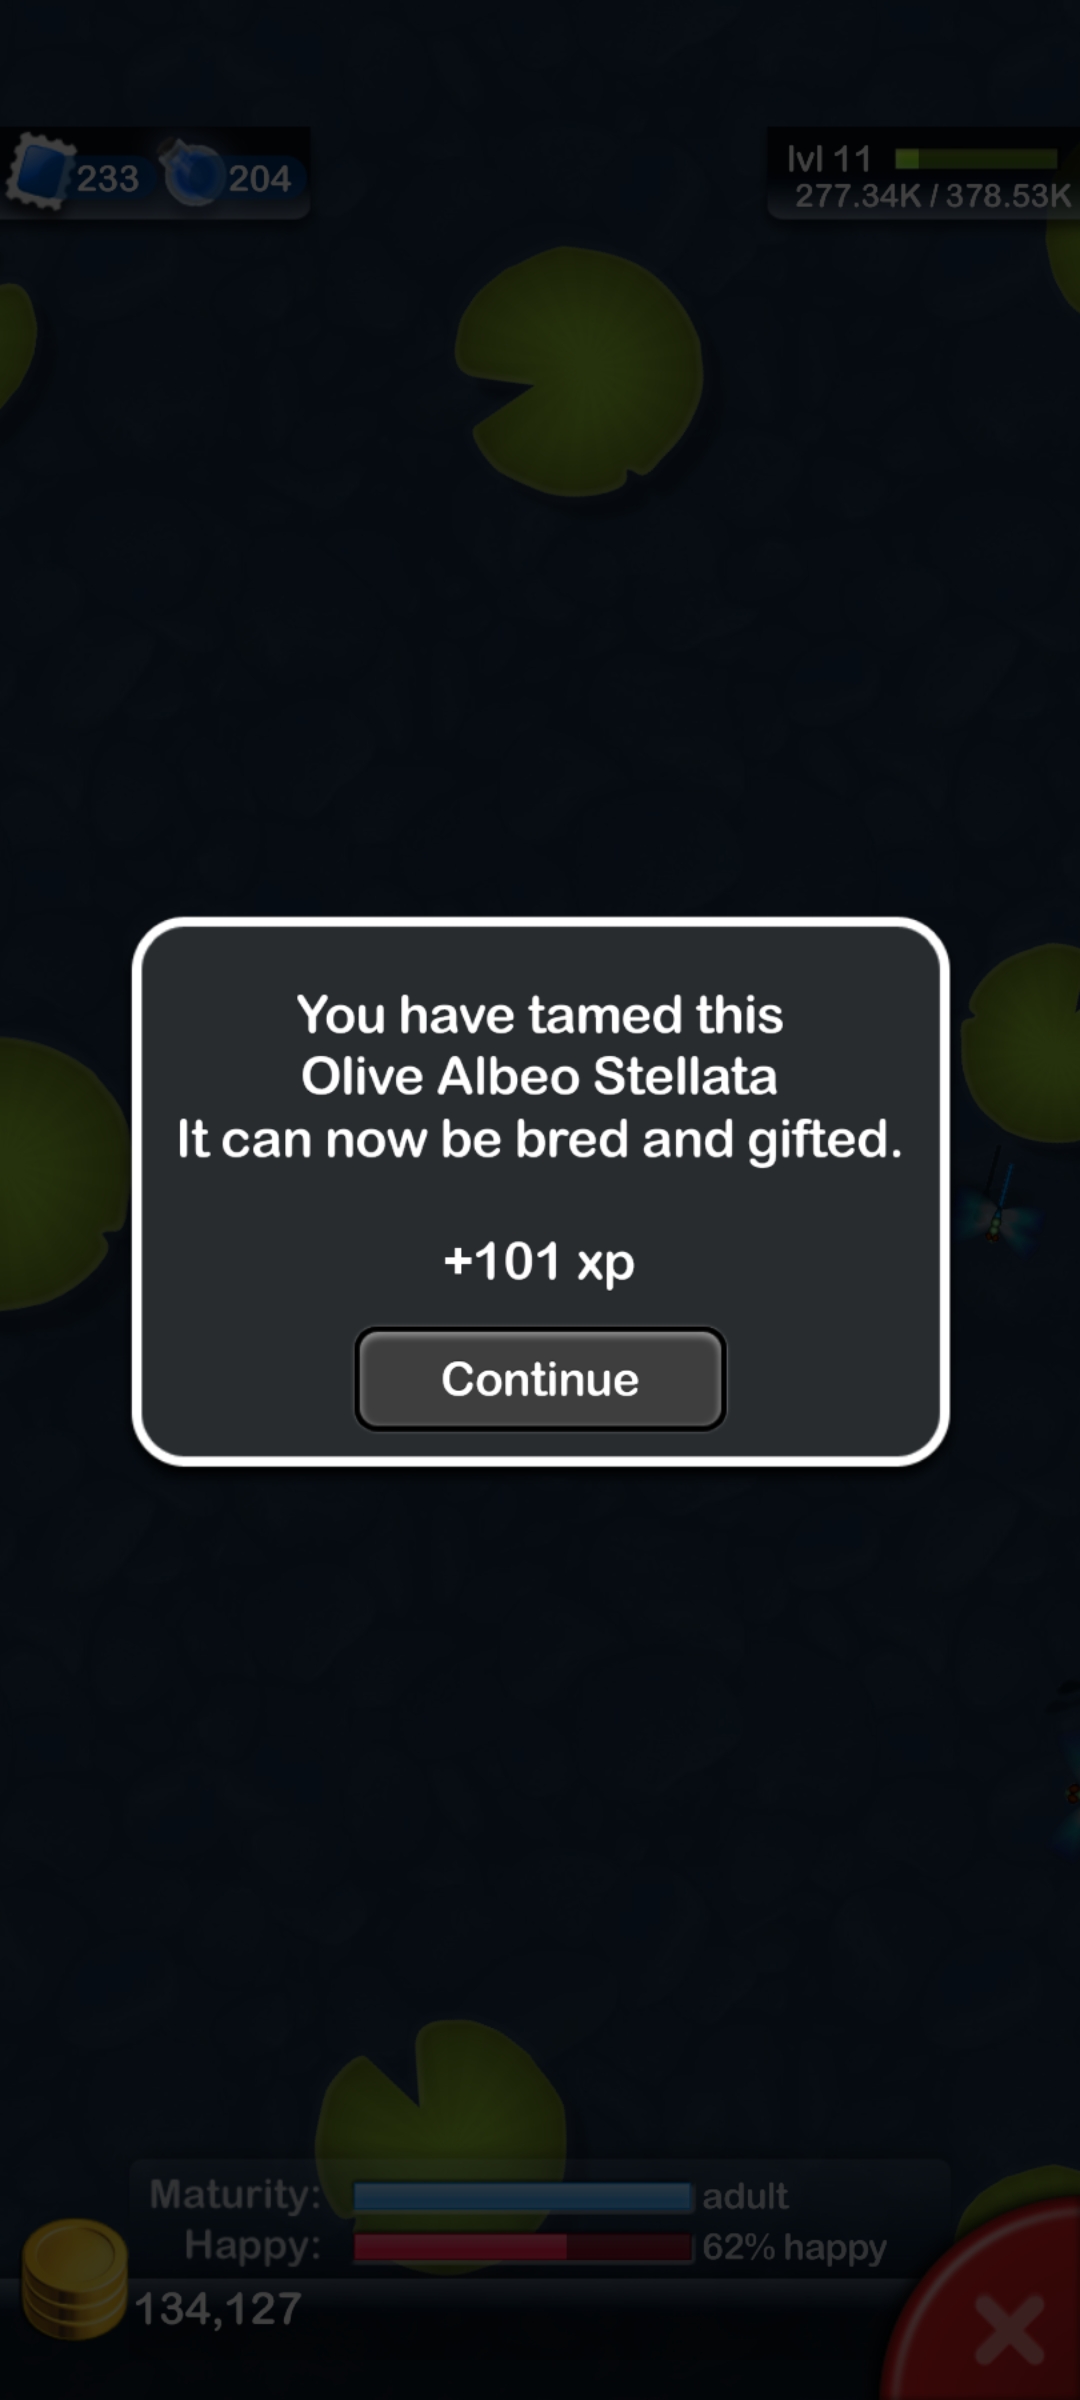 233
204
lvl 11
277.34K / 378.53K
You have tamed this
Olive Albeo Stellata
It can now be bred and gifted.
+101 xp
Continue
Maturity: adult
Happy: 62% happy
134,127